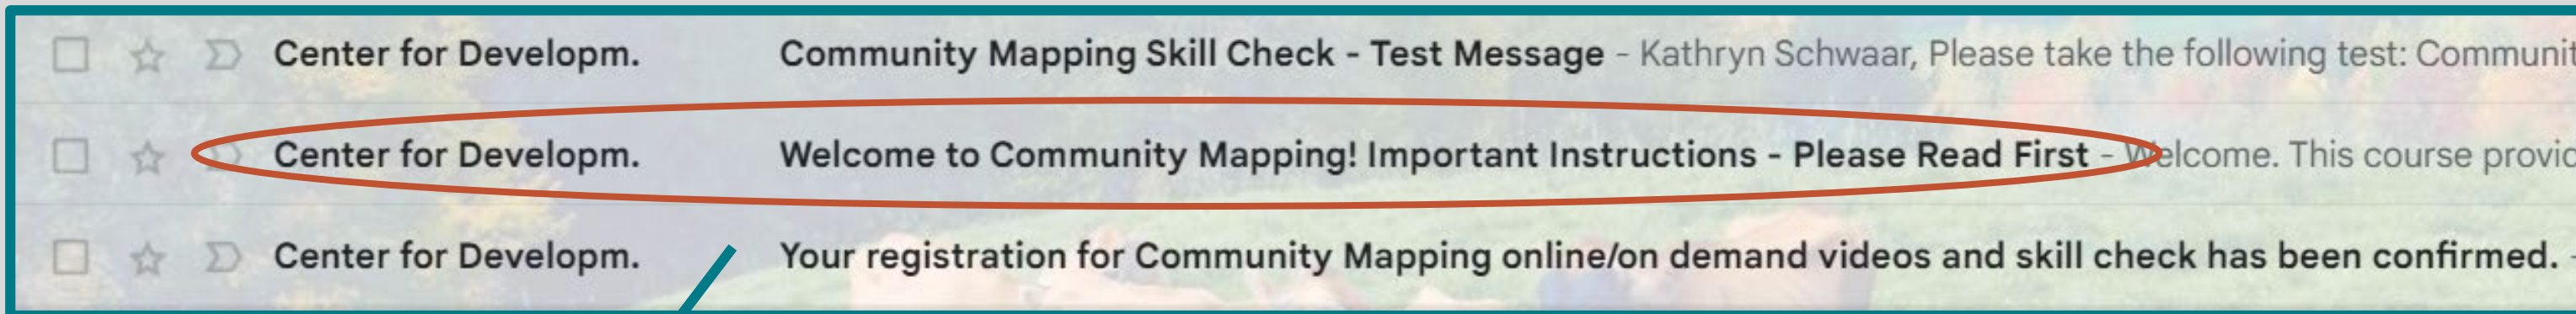 Center for Developm. Community Mapping Skill Check - Test Message - Kathryn Schwaar, Please take the following test: Communit
Center for Developm. Welcome to Community Mapping! Important Instructions - Please Read First - Welcome. This course provid
Center for Developm. Your registration for Community Mapping online/on demand videos and skill check has been confirmed. -